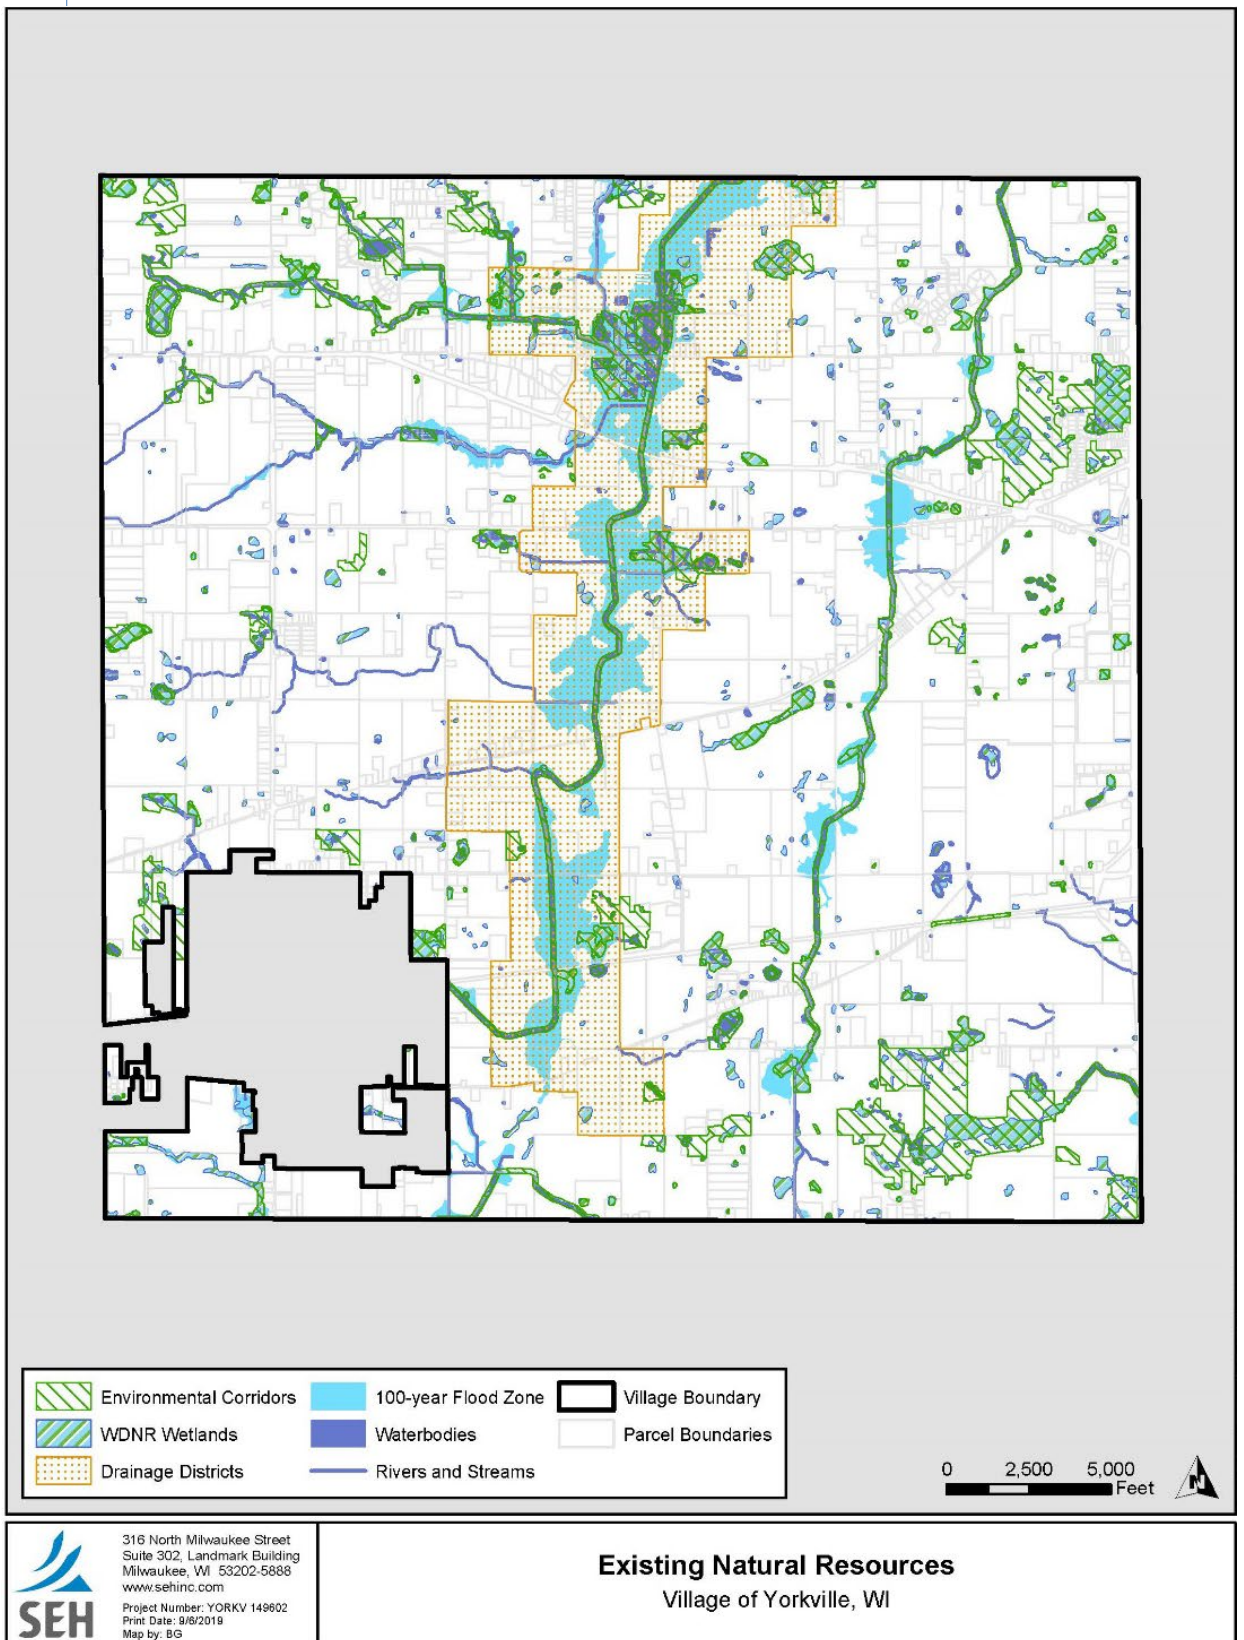 Environmental Corridors
100-year Flood Zone
Village Boundary
WDNR Wetlands
Waterbodies
Parcel Boundaries
Drainage Districts
Rivers and Streams
0 2,500 5,000
Feet
N
SEH
316 North Milwaukee Street
Suite 302, Landmark Building
Milwaukee, WI 53202-5888
www.sehinc.com
Project Number: YORKV 149602
Print Date: 9/6/2019
Map by: BG
Existing Natural Resources
Village of Yorkville, WI